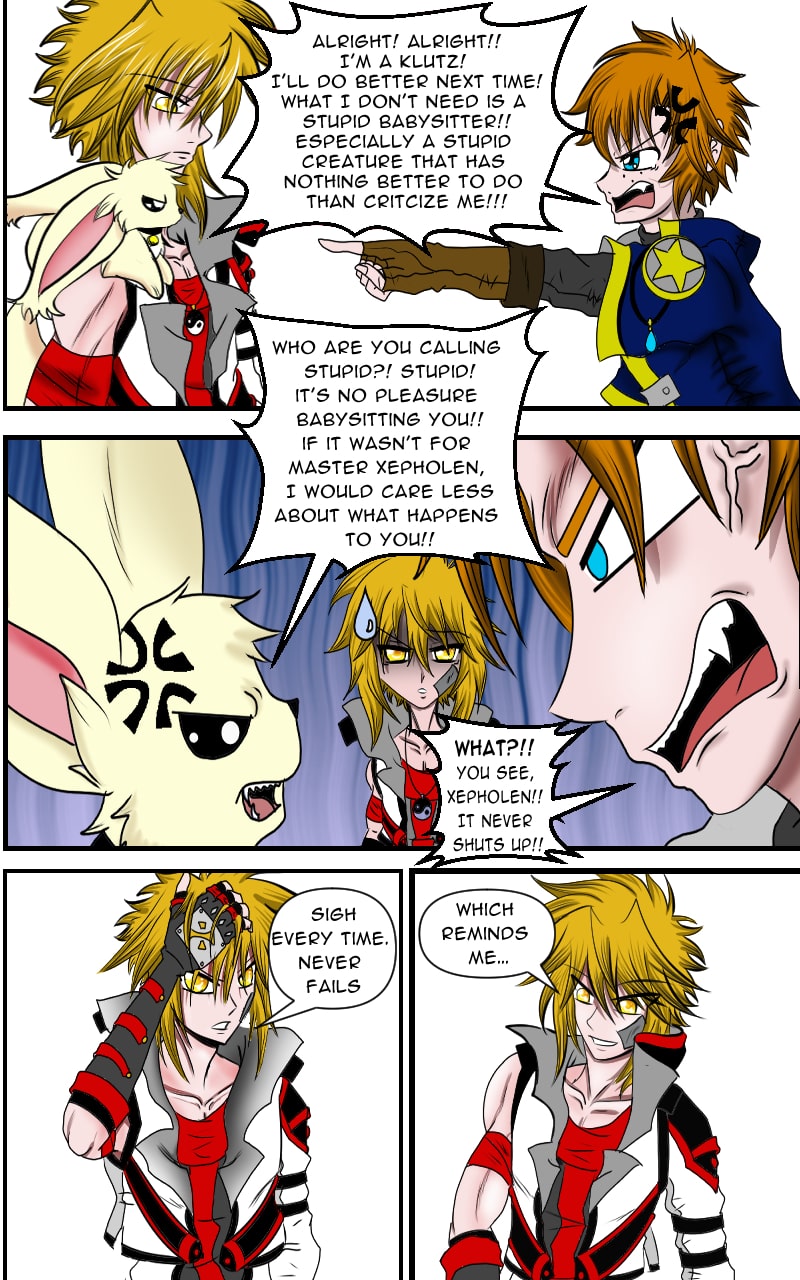 ALRIGHT! ALRIGHT!!
I'M A KLUTZ!
I'LL DO BETTER NEXT TIME!
WHAT I DON'T NEED IS A
STUPID BABYSITTER!!
ESPECIALLY A STUPID
CREATURE THAT HAS
NOTHING BETTER TO DO
THAN CRITCIZE ME!!!
WHO ARE YOU CALLING
STUPID?! STUPID!
IT'S NO PLEASURE
BABYSITTING YOU!!
IF IT WASN'T FOR
MASTER XEPHOLEN,
I WOULD CARE LESS
ABOUT WHAT HAPPENS
TO YOU!!
WHAT?!!
YOU SEE,
XEPHOLEN!!
IT NEVER
SHUTS UP!!
SIGH
EVERY TIME.
NEVER
FAILS
WHICH
REMINDS
ME...